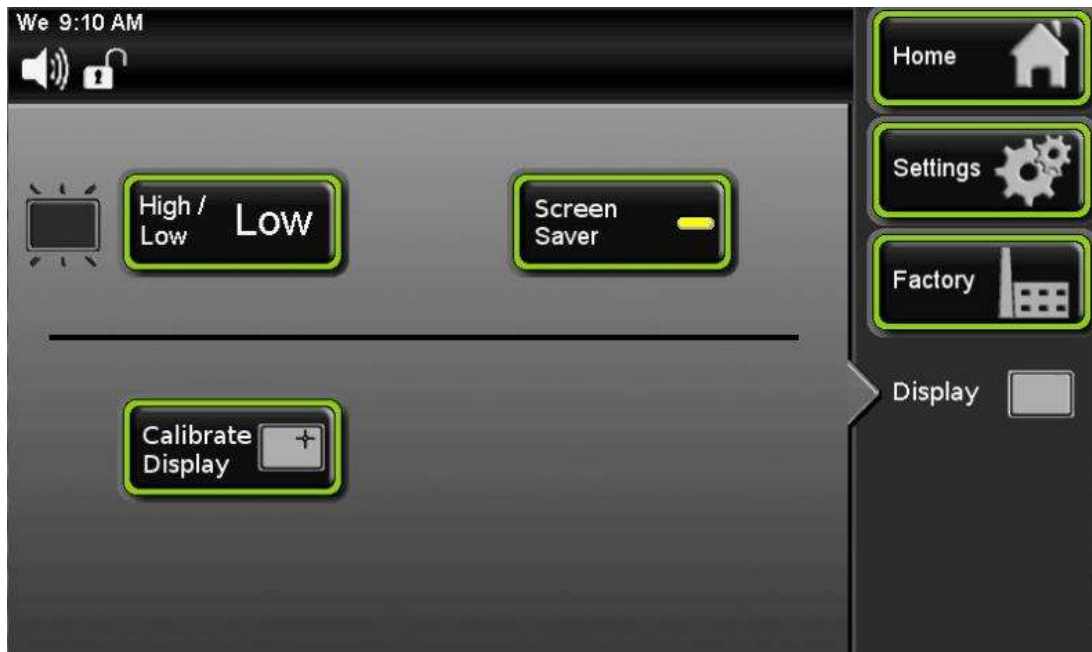 We 9:10 AM
Home
Settings
High /
Low
Low
Screen
Saver
Factory
Display
Calibrate
Display